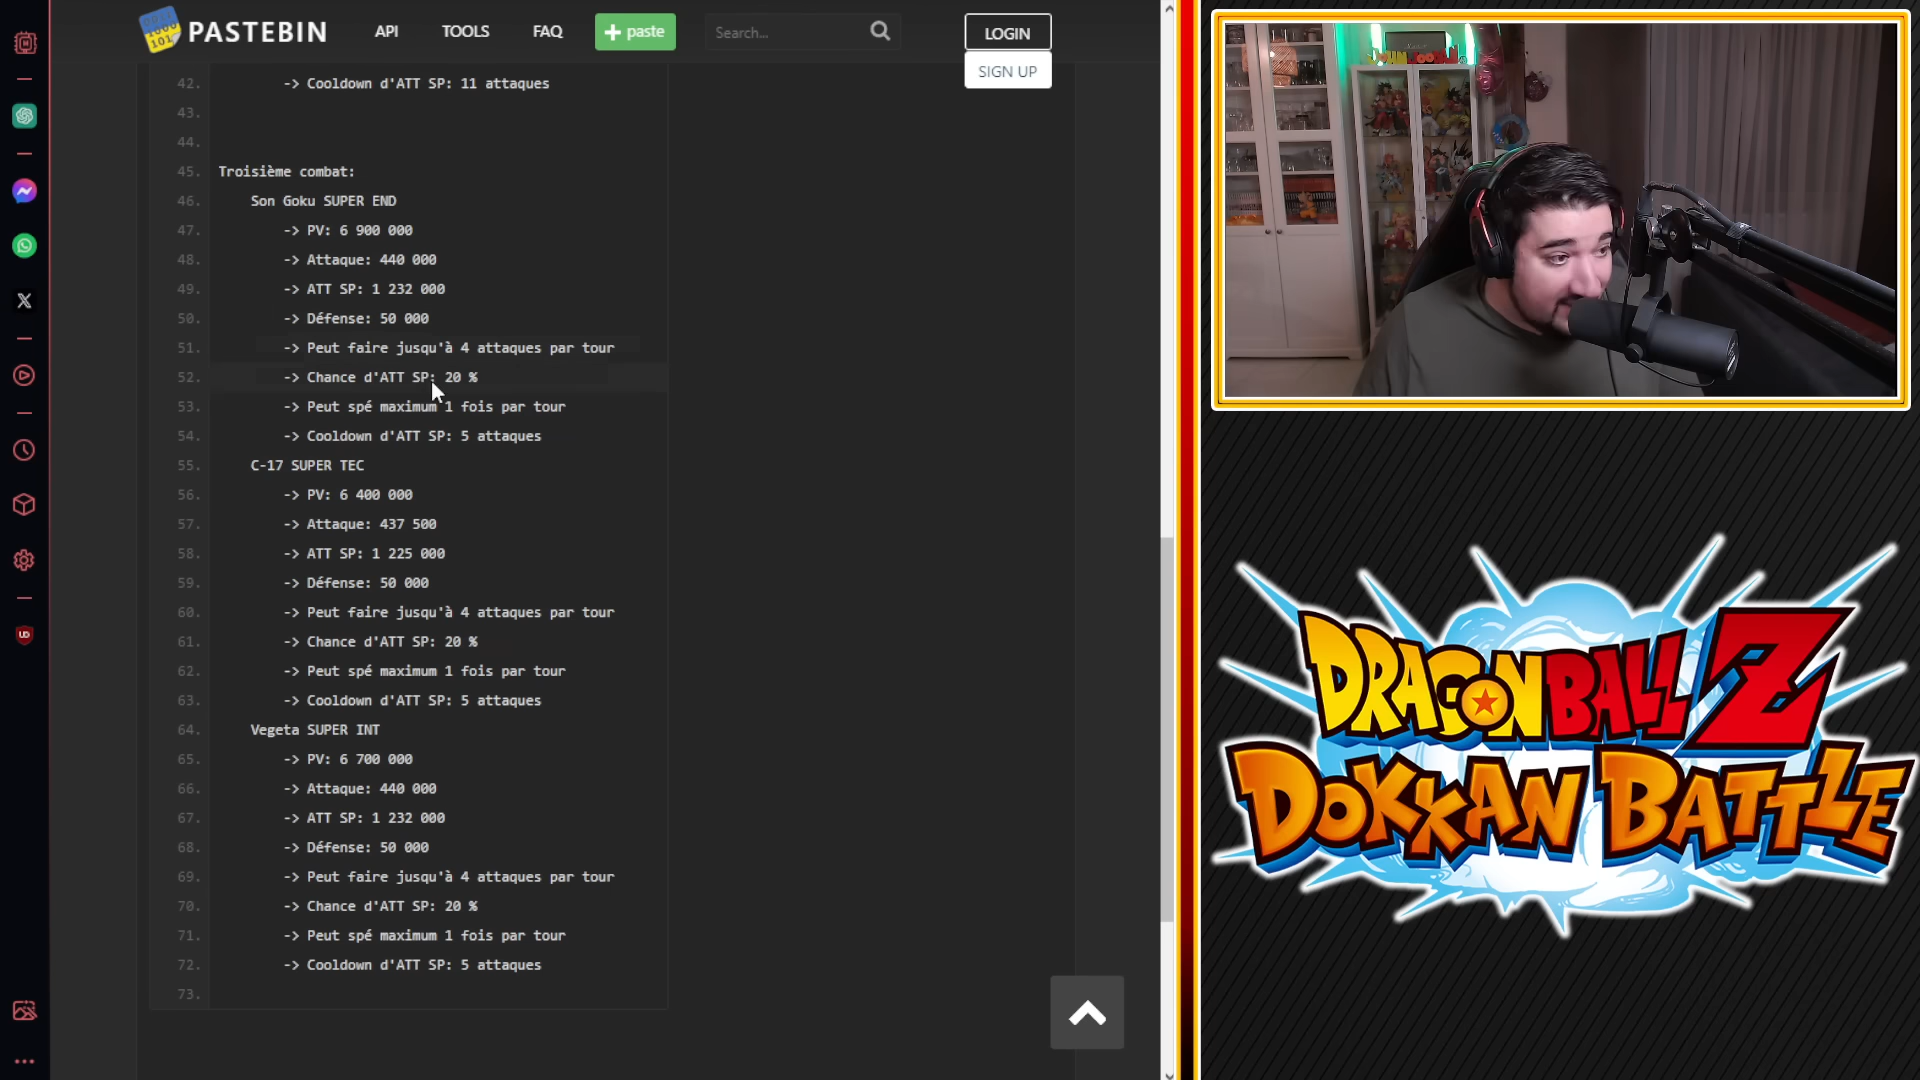 PASTEBIN API TOOLS FAQ + paste Search... LOGIN
SIGN UP
42. -> Cooldown d'ATT SP: 11 attaques
43.
44.
45. Troisième combat:
46. Son Goku SUPER END
47. -> PV: 6 900 000
48. -> Attaque: 440 000
49. -> ATT SP: 1 232 000
50. -> Défense: 50 000
51. -> Peut faire jusqu'à 4 attaques par tour
52. -> Chance d'ATT SP: 20 %
53. -> Peut spé maximum 1 fois par tour
54. -> Cooldown d'ATT SP: 5 attaques
55. C-17 SUPER TEC
56. -> PV: 6 400 000
57. -> Attaque: 437 500
58. -> ATT SP: 1 225 000
59. -> Défense: 50 000
60. -> Peut faire jusqu'à 4 attaques par tour
61. -> Chance d'ATT SP: 20 %
62. -> Peut spé maximum 1 fois par tour
63. -> Cooldown d'ATT SP: 5 attaques
64. Vegeta SUPER INT
65. -> PV: 6 700 000
66. -> Attaque: 440 000
67. -> ATT SP: 1 232 000
68. -> Défense: 50 000
69. -> Peut faire jusqu'à 4 attaques par tour
70. -> Chance d'ATT SP: 20 %
71. -> Peut spé maximum 1 fois par tour
72. -> Cooldown d'ATT SP: 5 attaques
73.
DRAGONBALL Z
DOKKAN BATTLE